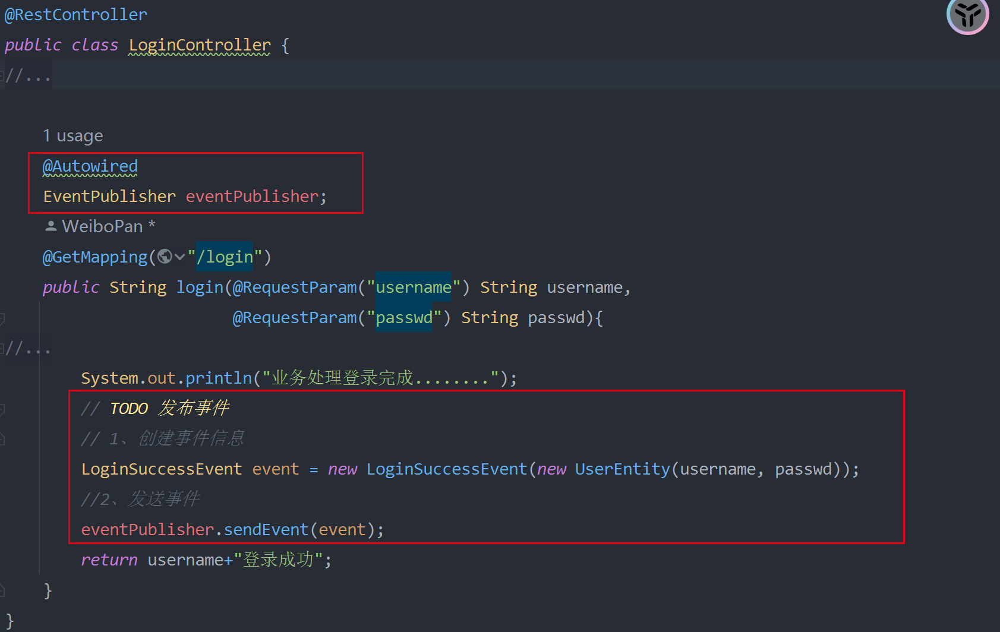 @RestController
public class LoginController {
//...
1 usage
@Autowired
EventPublisher eventPublisher;
WeiboPan *
@GetMapping("/login")
public String login(@RequestParam("username") String username,
@RequestParam("passwd") String passwd){
//...
System.out.println("业务处理登录完成........");
// TODO 发布事件
// 1、创建事件信息
LoginSuccessEvent event = new LoginSuccessEvent(new UserEntity(username, passwd));
//2、发送事件
eventPublisher.sendEvent(event);
return username+"登录成功";
}
}